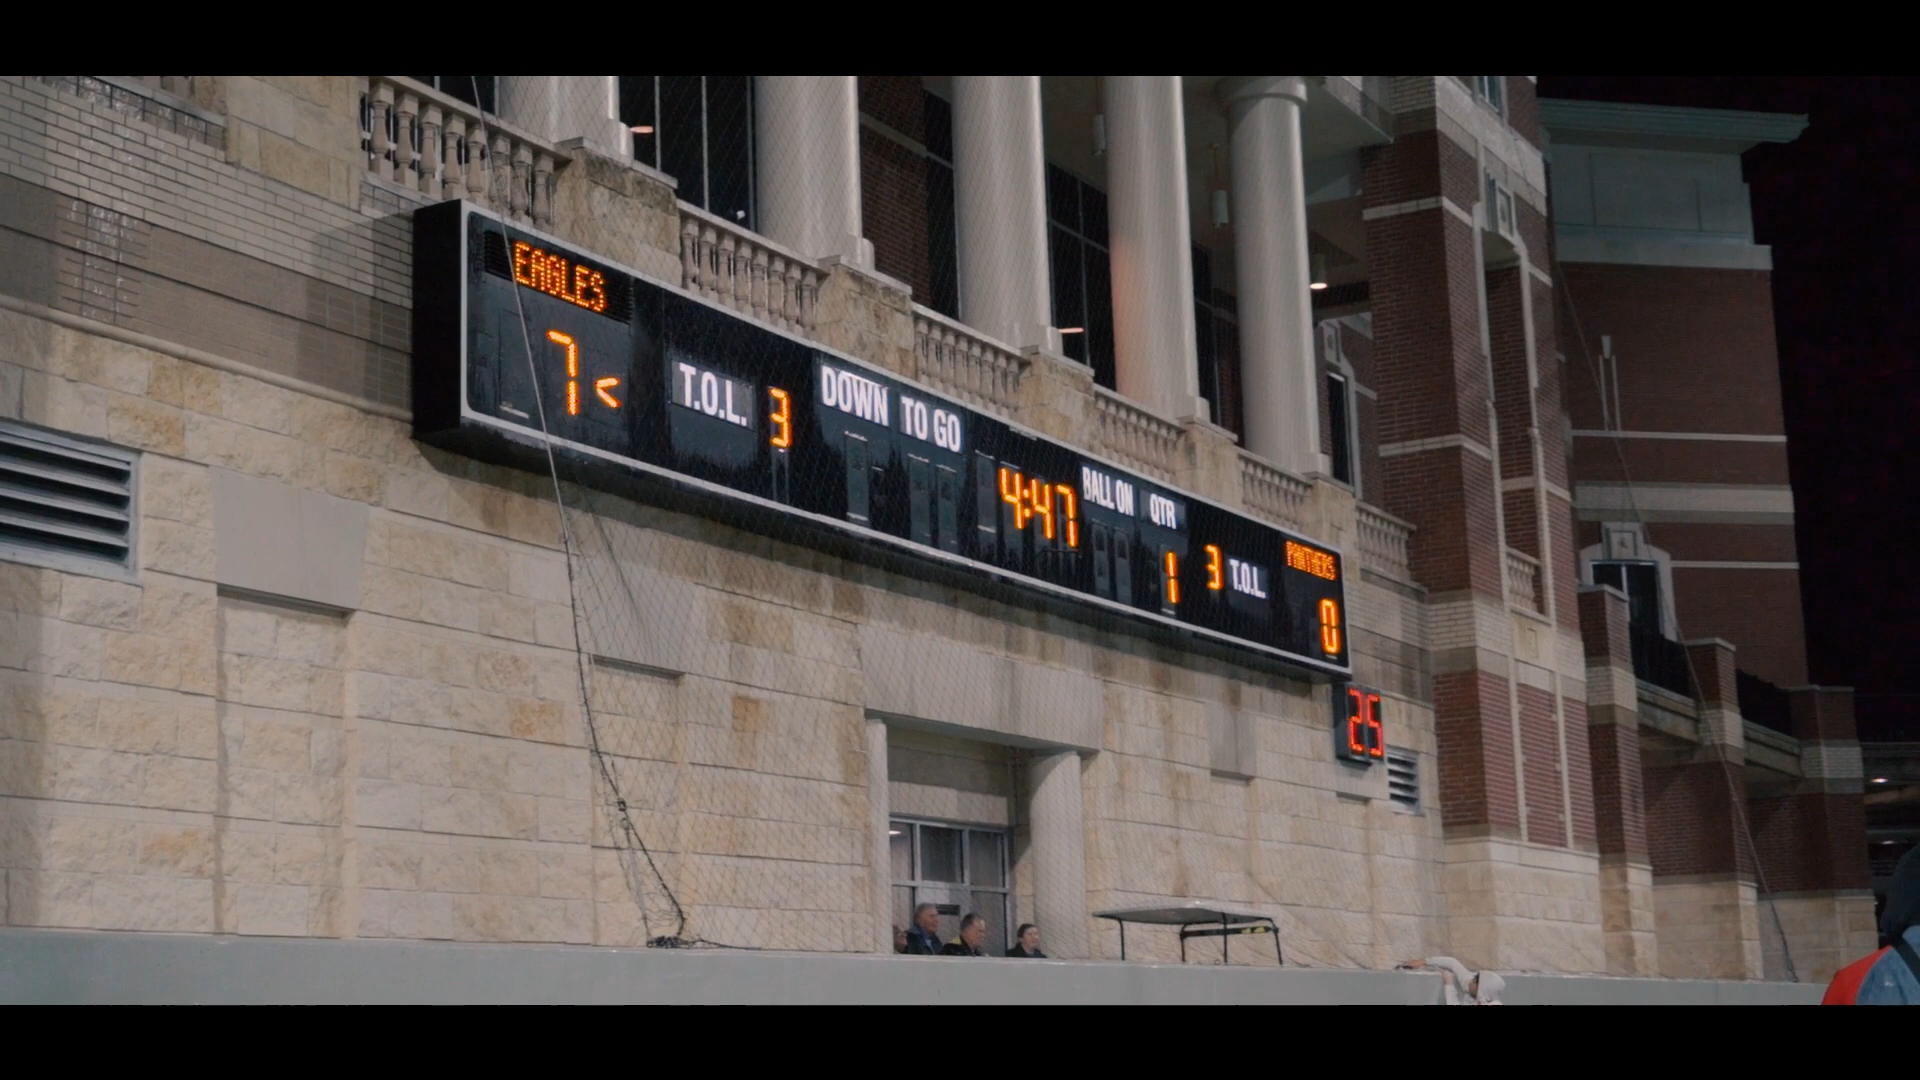 EAGLES
7 <
T.O.L. 3
DOWN TO GO
4:47
BALL ON QTR
1
3 T.O.L.
PANTHERS
0
25